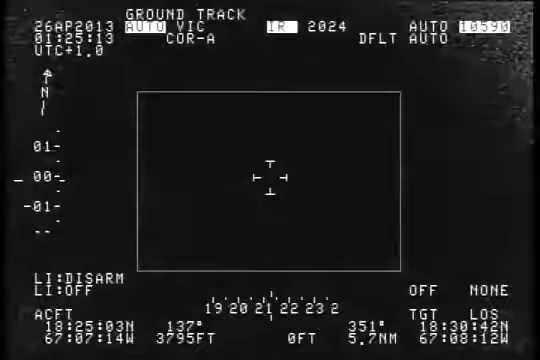 GROUND TRACK
26AP2013 AUTO VIC IR 2024 AUTO 10590
01:25:13 COR-A DFLT AUTO
UTC+1.0
N
01-
00-
-01-
LI:DISARM
LI:OFF OFF NONE
19 20 21 22 23 2
ACFT TGT LOS
18:25:03N 137° 351° 18:30:42N
67:07:14W 3795FT 0FT 5.7NM 67:08:12W